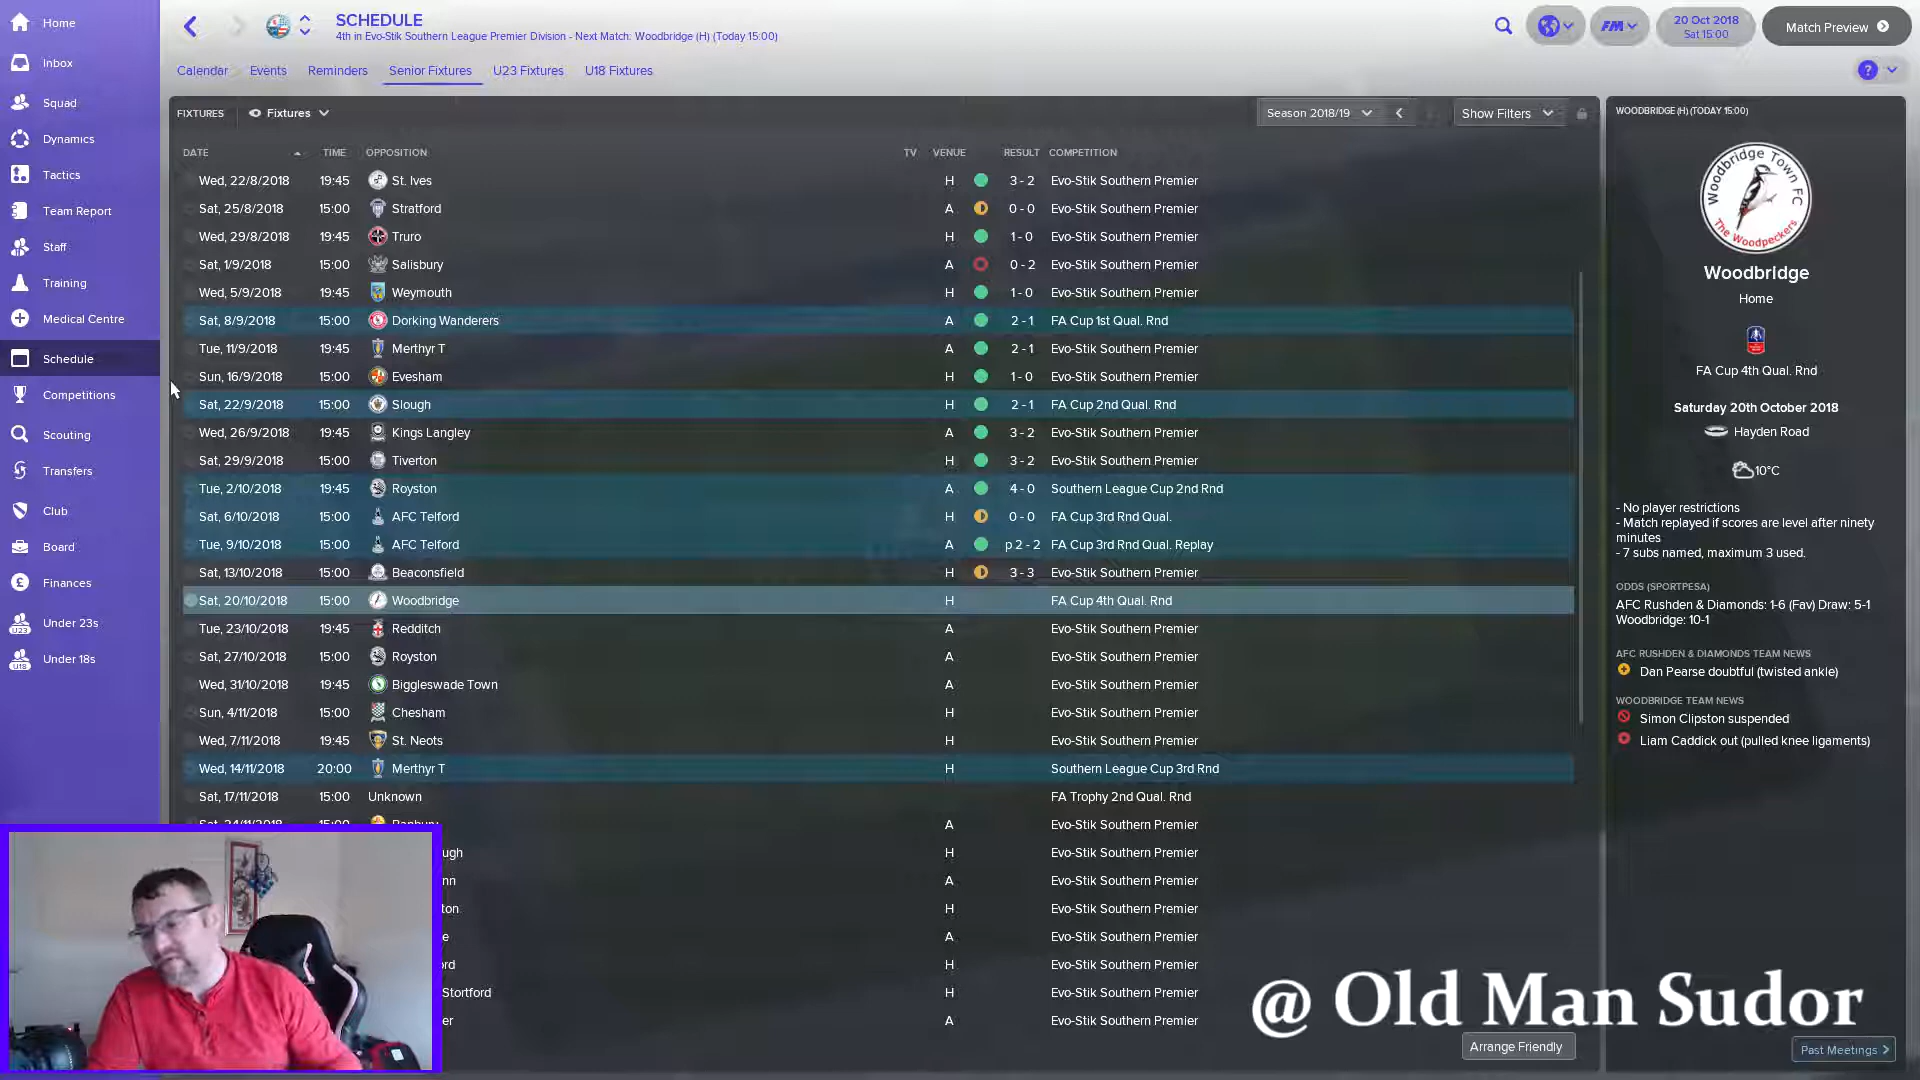 Home
Inbox
Squad
Dynamics
Tactics
Team Report
Staff
Training
Medical Centre
Schedule
Competitions
Scouting
Transfers
Club
Board
Finances
Under 23s
Under 18s
SCHEDULE
4th in Evo-Stik Southern League Premier Division - Next Match: Woodbridge (H) (Today 15:00)
FM
20 Oct 2018
Sat 15:00
Match Preview
Calendar Events Reminders Senior Fixtures U23 Fixtures U18 Fixtures
?
FIXTURES Fixtures Season 2018/19 Show Filters
DATE TIME OPPOSITION TV VENUE RESULT COMPETITION
Wed, 22/8/2018 19:45 St. Ives H 3 - 2 Evo-Stik Southern Premier
Sat, 25/8/2018 15:00 Stratford A 0 - 0 Evo-Stik Southern Premier
Wed, 29/8/2018 19:45 Truro H 1 - 0 Evo-Stik Southern Premier
Sat, 1/9/2018 15:00 Salisbury A 0 - 2 Evo-Stik Southern Premier
Wed, 5/9/2018 19:45 Weymouth H 1 - 0 Evo-Stik Southern Premier
Sat, 8/9/2018 15:00 Dorking Wanderers A 2 - 1 FA Cup 1st Qual. Rnd
Tue, 11/9/2018 19:45 Merthyr T A 2 - 1 Evo-Stik Southern Premier
Sun, 16/9/2018 15:00 Evesham H 1 - 0 Evo-Stik Southern Premier
Sat, 22/9/2018 15:00 Slough H 2 - 1 FA Cup 2nd Qual. Rnd
Wed, 26/9/2018 19:45 Kings Langley A 3 - 2 Evo-Stik Southern Premier
Sat, 29/9/2018 15:00 Tiverton H 3 - 2 Evo-Stik Southern Premier
Tue, 2/10/2018 19:45 Royston A 4 - 0 Southern League Cup 2nd Rnd
Sat, 6/10/2018 15:00 AFC Telford H 0 - 0 FA Cup 3rd Rnd Qual.
Tue, 9/10/2018 15:00 AFC Telford A p 2 - 2 FA Cup 3rd Rnd Qual. Replay
Sat, 13/10/2018 15:00 Beaconsfield H 3 - 3 Evo-Stik Southern Premier
Sat, 20/10/2018 15:00 Woodbridge H FA Cup 4th Qual. Rnd
Tue, 23/10/2018 19:45 Redditch A Evo-Stik Southern Premier
Sat, 27/10/2018 15:00 Royston A Evo-Stik Southern Premier
Wed, 31/10/2018 19:45 Biggleswade Town A Evo-Stik Southern Premier
Sun, 4/11/2018 15:00 Chesham H Evo-Stik Southern Premier
Wed, 7/11/2018 19:45 St. Neots H Evo-Stik Southern Premier
Wed, 14/11/2018 20:00 Merthyr T H Southern League Cup 3rd Rnd
Sat, 17/11/2018 15:00 Unknown FA Trophy 2nd Qual. Rnd
Sat, 24/11/2018 15:00 Banbury A Evo-Stik Southern Premier
ugh H Evo-Stik Southern Premier
nn A Evo-Stik Southern Premier
ton H Evo-Stik Southern Premier
e A Evo-Stik Southern Premier
ord H Evo-Stik Southern Premier
Stortford H Evo-Stik Southern Premier
er A Evo-Stik Southern Premier
Arrange Friendly
WOODBRIDGE (H) (TODAY 15:00)
Woodbridge Town FC
The Woodpeckers
Woodbridge
Home
FA Cup 4th Qual. Rnd
Saturday 20th October 2018
Hayden Road
10°C
- No player restrictions
- Match replayed if scores are level after ninety
minutes
- 7 subs named, maximum 3 used.
ODDS (SPORTPESA)
AFC Rushden & Diamonds: 1-6 (Fav) Draw: 5-1
Woodbridge: 10-1
AFC RUSHDEN & DIAMONDS TEAM NEWS
Dan Pearse doubtful (twisted ankle)
WOODBRIDGE TEAM NEWS
Simon Clipston suspended
Liam Caddick out (pulled knee ligaments)
@ Old Man Sudor
Past Meetings